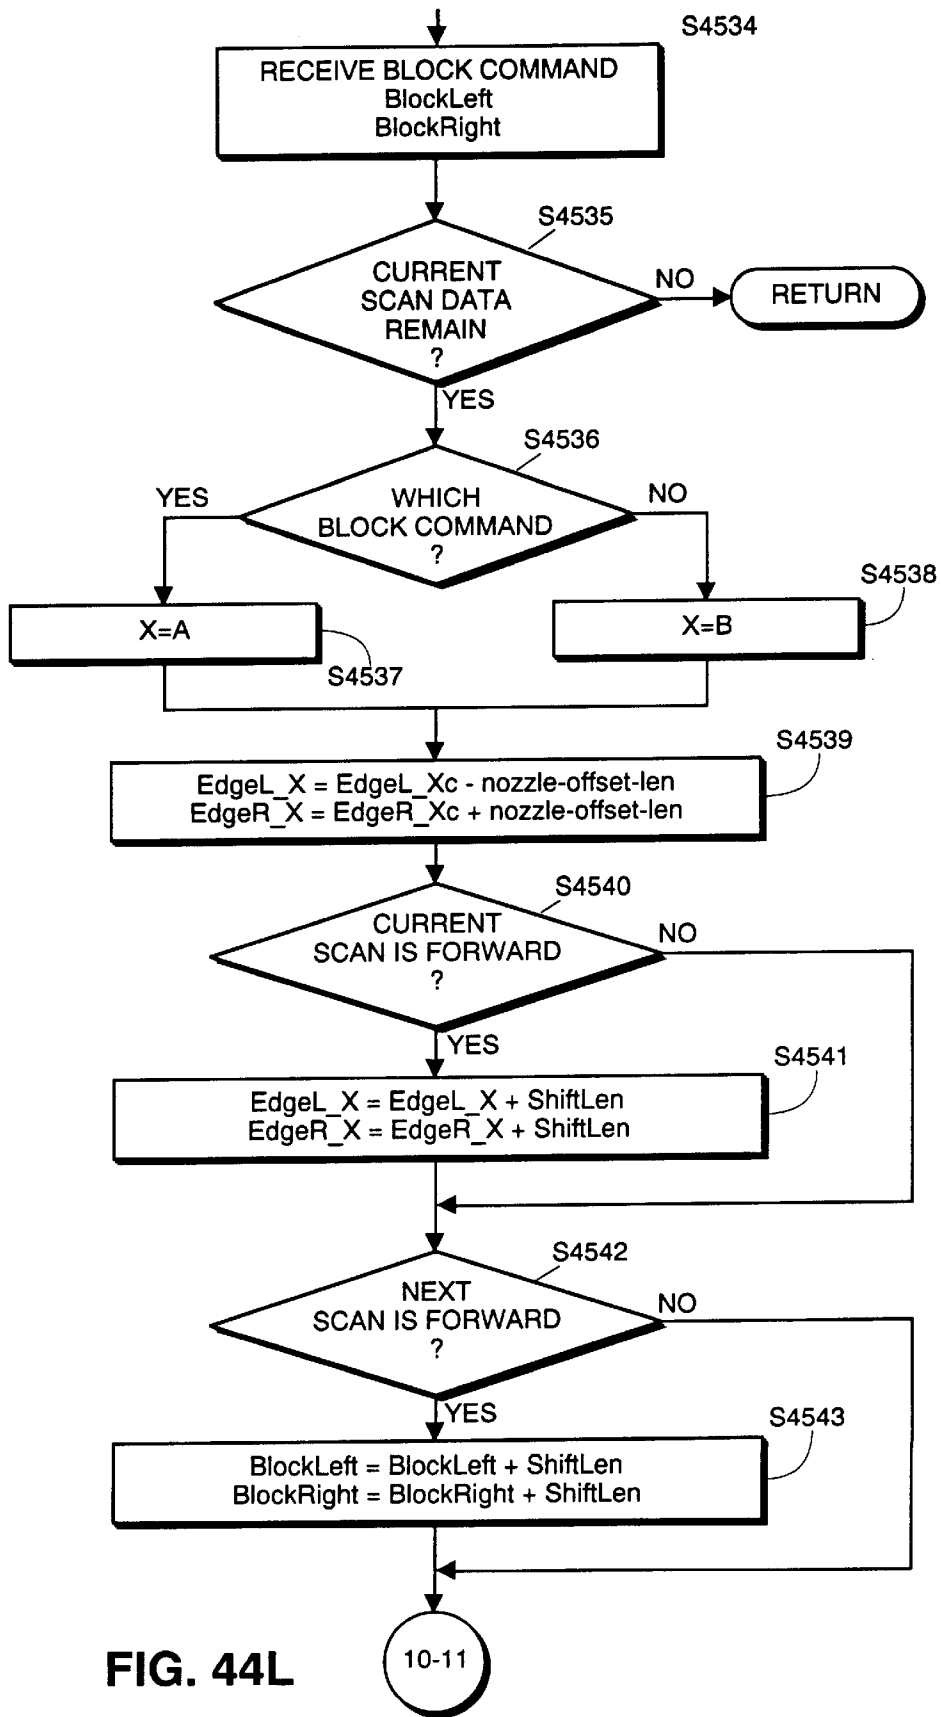 S4534
RECEIVE BLOCK COMMAND
BlockLeft
BlockRight
S4535
CURRENT
SCAN DATA
REMAIN
?
NO
RETURN
YES
S4536
WHICH
BLOCK COMMAND
?
YES
NO
X=A
S4537
X=B
S4538
S4539
EdgeL_X = EdgeL_Xc - nozzle-offset-len
EdgeR_X = EdgeR_Xc + nozzle-offset-len
S4540
CURRENT
SCAN IS FORWARD
?
NO
YES
S4541
EdgeL_X = EdgeL_X + ShiftLen
EdgeR_X = EdgeR_X + ShiftLen
S4542
NEXT
SCAN IS FORWARD
?
NO
YES
S4543
BlockLeft = BlockLeft + ShiftLen
BlockRight = BlockRight + ShiftLen
10-11
FIG. 44L